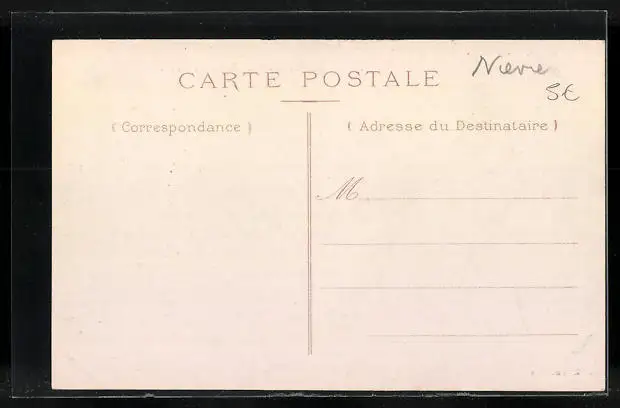 CARTE POSTALE
Nievre
5€
( Correspondance )
( Adresse du Destinataire )
M